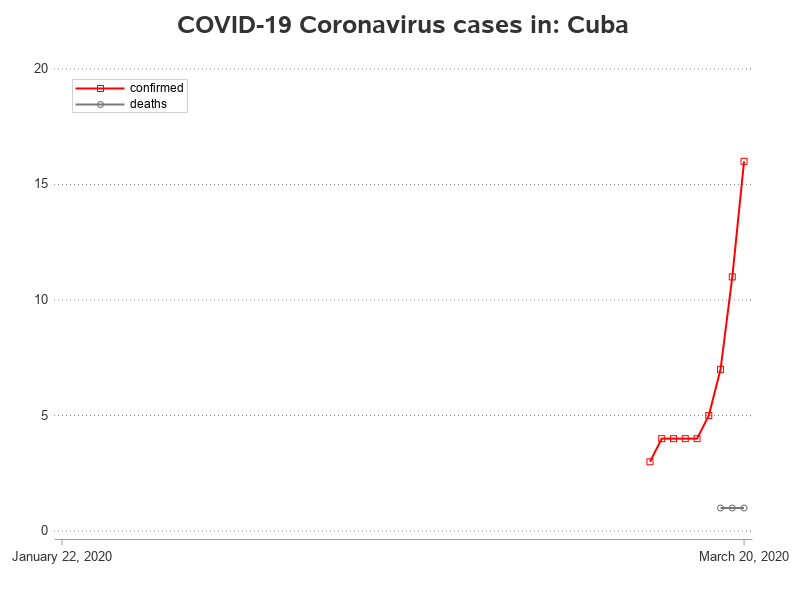 COVID-19 Coronavirus cases in: Cuba
20
confirmed
deaths
15
10
5
0
January 22, 2020
March 20, 2020